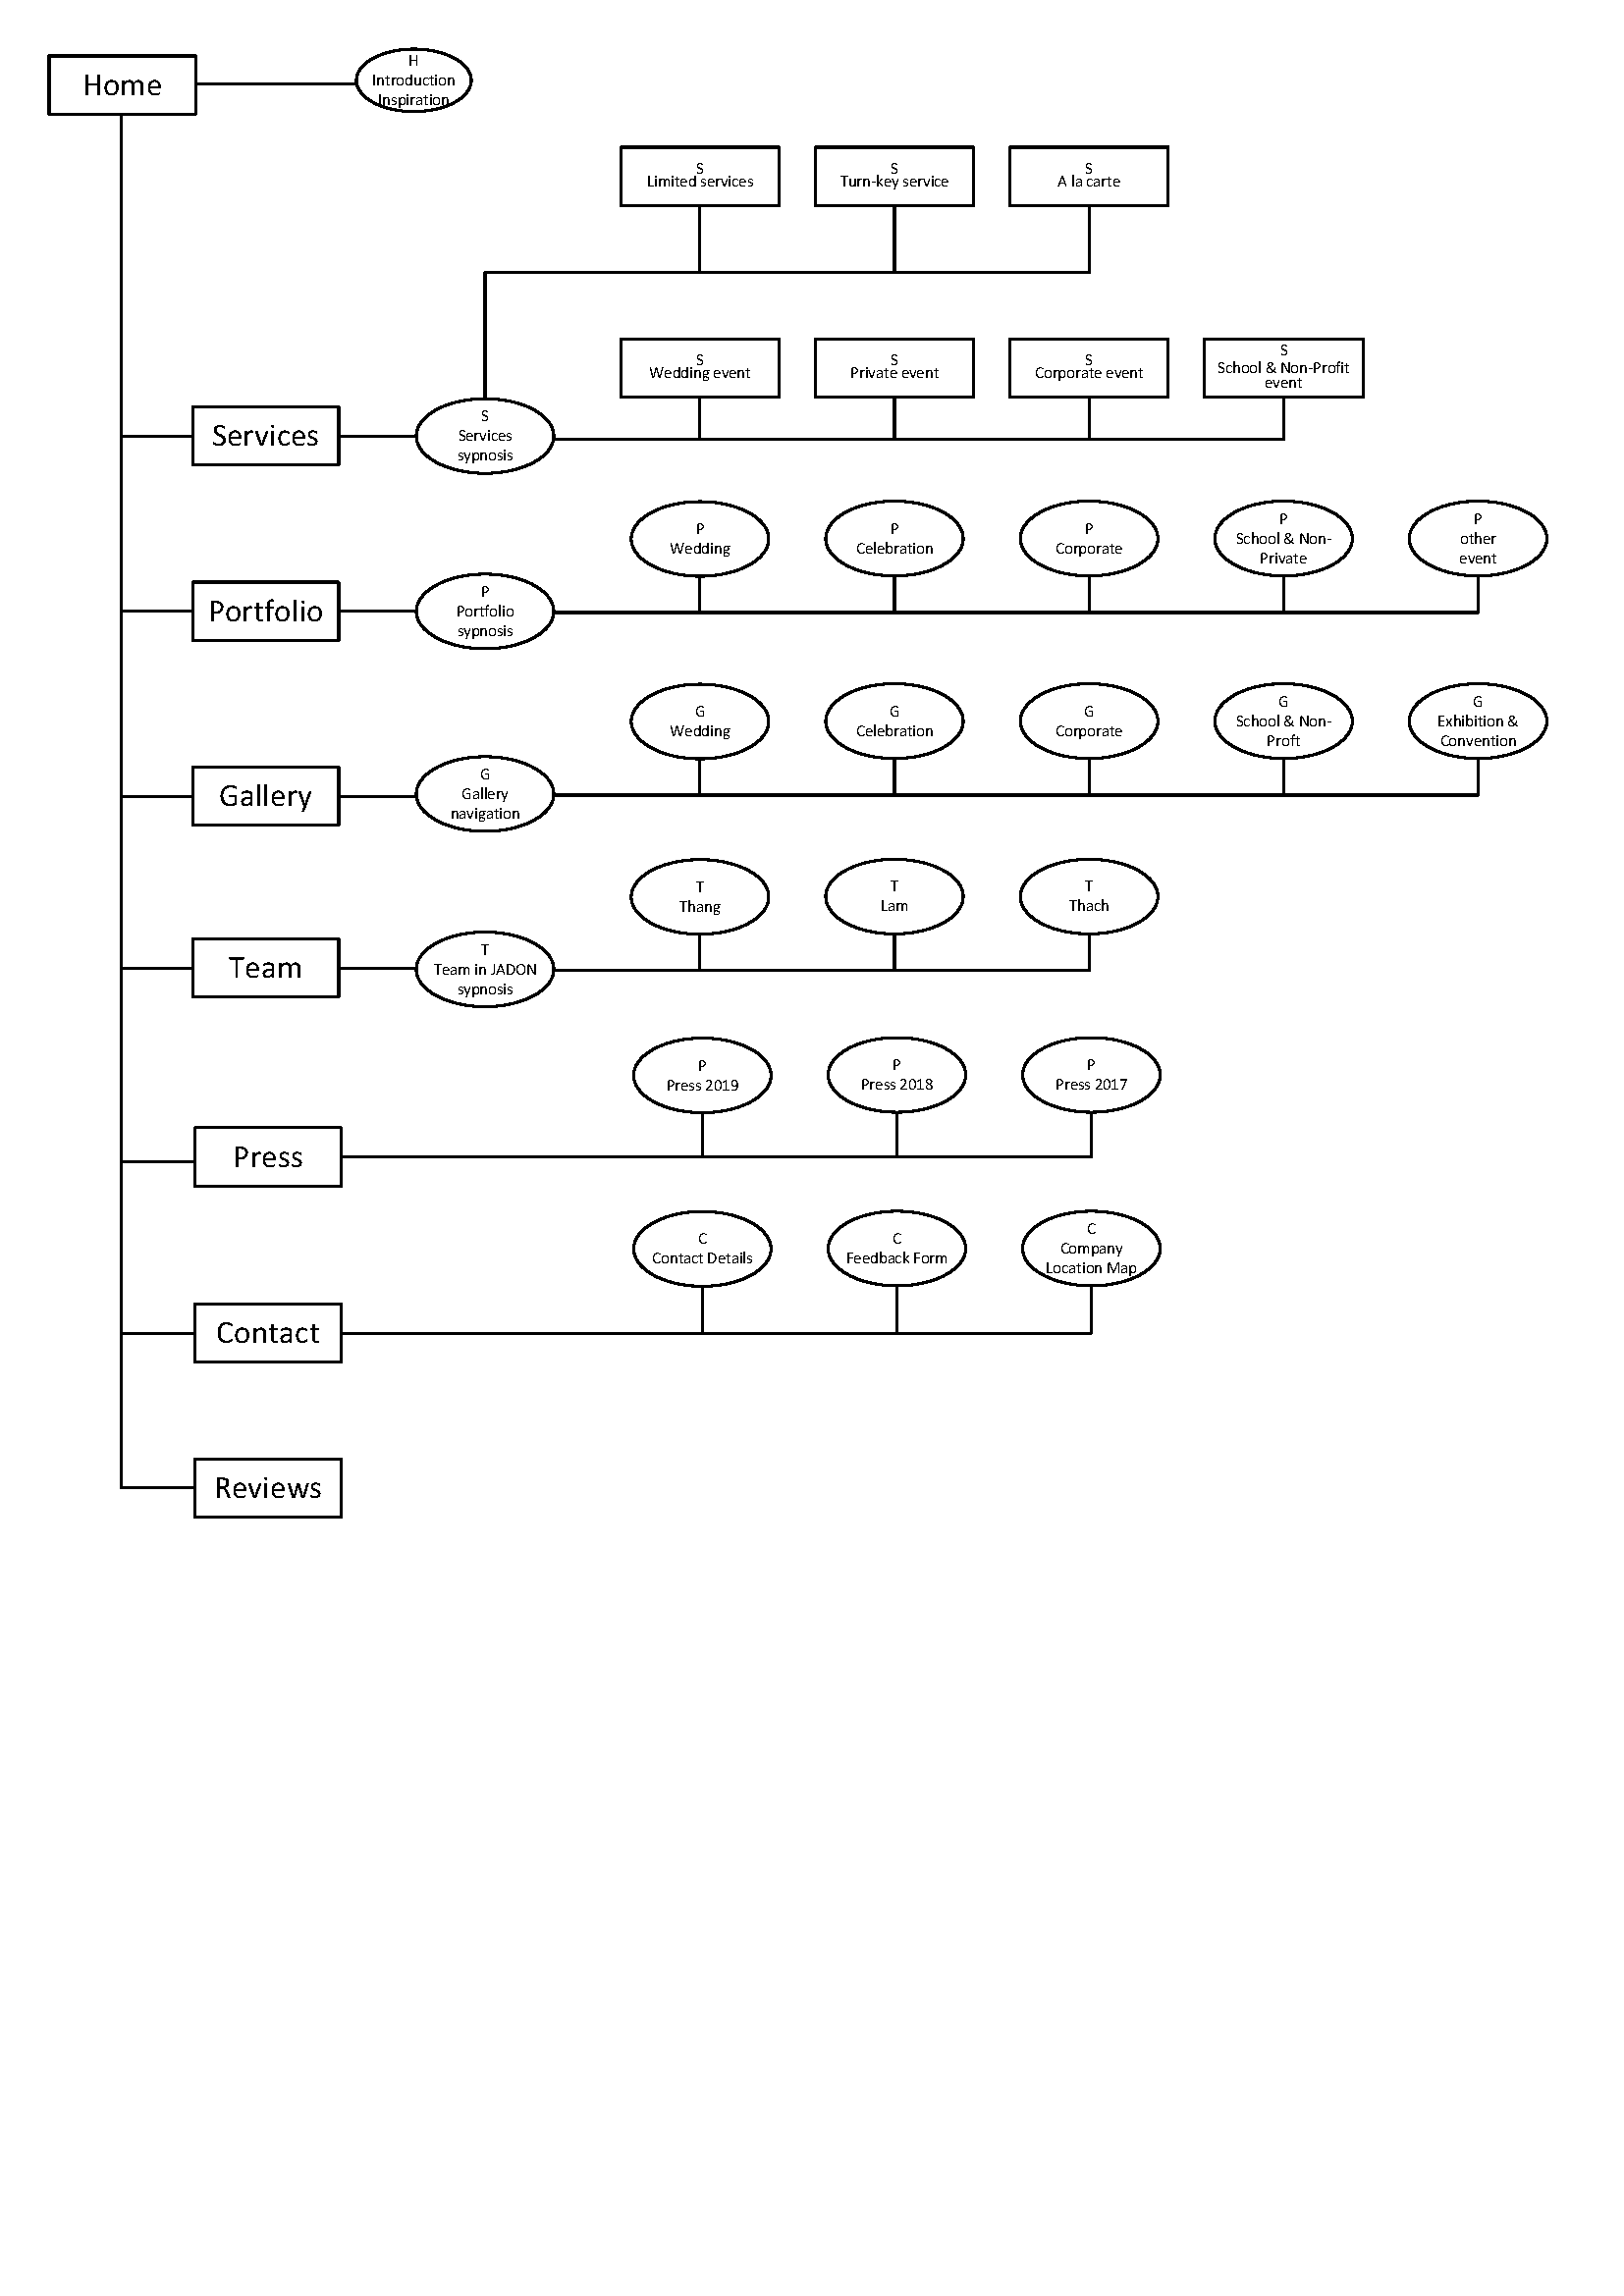 Home
H
Introduction
Inspiration
S
Limited services
S
Turn-key service
S
A la carte
S
Wedding event
S
Private event
S
Corporate event
S
School & Non-Profit
event
Services
S
Services
sypnosis
P
Wedding
P
Celebration
P
Corporate
P
School & Non-
Private
P
other
event
Portfolio
P
Portfolio
sypnosis
G
Wedding
G
Celebration
G
Corporate
G
School & Non-
Proft
G
Exhibition &
Convention
Gallery
G
Gallery
navigation
T
Thang
T
Lam
T
Thach
Team
T
Team in JADON
sypnosis
P
Press 2019
P
Press 2018
P
Press 2017
Press
C
Contact Details
C
Feedback Form
C
Company
Location Map
Contact
Reviews